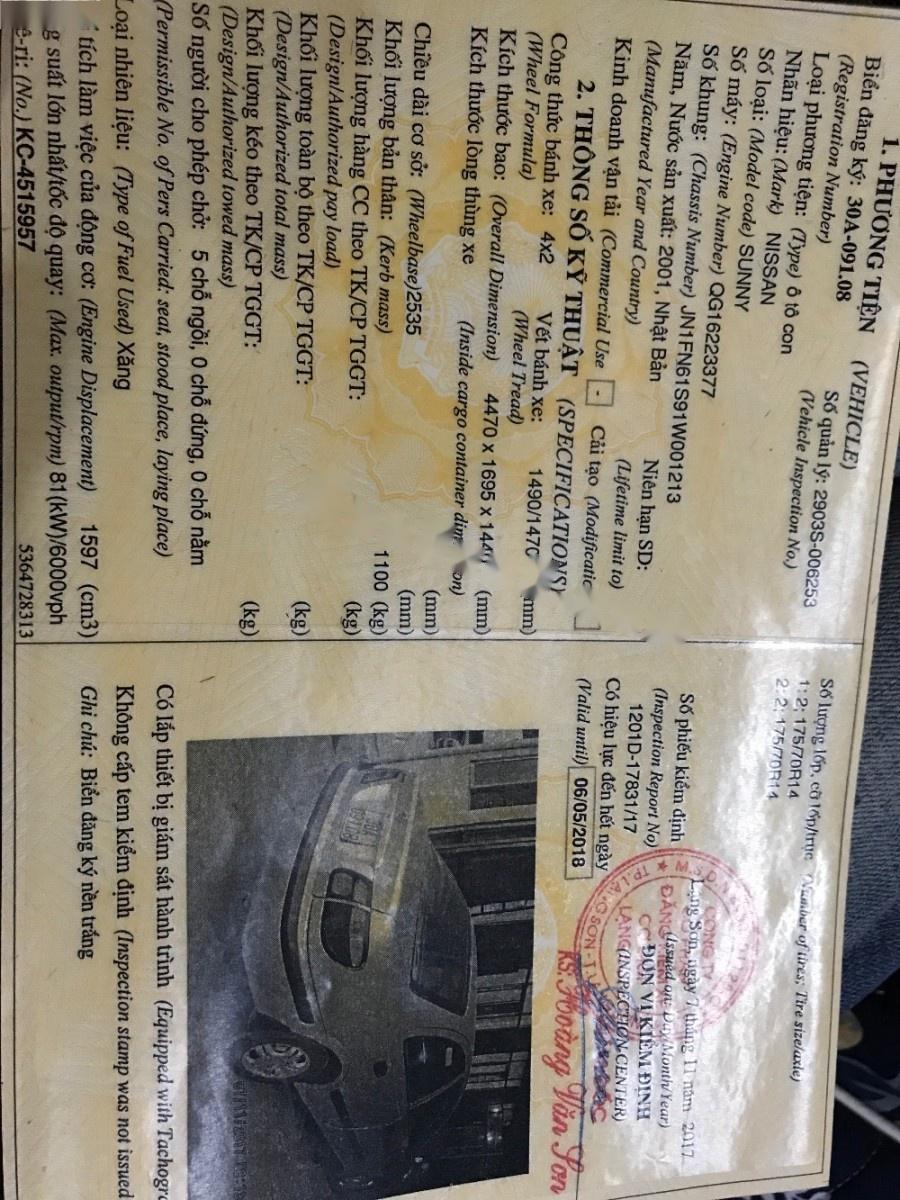 1. PHƯƠNG TIỆN (VEHICLE)
Biển đăng ký: 30A-091.08 Số quản lý: 2903S-006253
(Registration Number) (Vehicle Inspection No.)
Loại phương tiện: (Type) ô tô con
Nhãn hiệu: (Mark) NISSAN
Số loại: (Model code) SUNNY
Số máy: (Engine Number) QG16223377
Số khung: (Chassis Number) JN1FN61S91W001213
Năm, Nước sản xuất: 2001, Nhật Bản Niên hạn SD:
(Manufactured Year and Country) (Lifetime limit to)
Kinh doanh vận tải (Commercial Use - Cải tạo (Modificatic
2. THÔNG SỐ KỸ THUẬT (SPECIFICATIONS)
Công thức bánh xe: 4x2 Vết bánh xe: 1490/1470 mm)
(Wheel Formula) (Wheel Tread)
Kích thước bao: (Overall Dimension) 4470 x 1695 x 1440 (mm)
Kích thước lòng thùng xe (Inside cargo container dim on)
(mm)
Chiều dài cơ sở: (Wheelbase)2535 (mm)
Khối lượng bản thân: (Kerb mass) 1100 (kg)
Khối lượng hàng CC theo TK/CP TGGT: (kg)
(Design/Authorized pay load)
Khối lượng toàn bộ theo TK/CP TGGT: (kg)
(Design/Authorized total mass)
Khối lượng kéo theo TK/CP TGGT: (kg)
(Design/Authorized towed mass)
Số người cho phép chở: 5 chỗ ngồi, 0 chỗ đứng, 0 chỗ nằm
(Permissible No. of Pers Carried: seat, stood place, laying place)
Loại nhiên liệu: (Type of Fuel Used) Xăng
tích làm việc của động cơ: (Engine Displacement) 1597 (cm3)
g suất lớn nhất/tốc độ quay: (Max. output/rpm) 81(kW)/6000vph
ê-ri: (No.) KC-4515957 5364728313
Số lượng lốp, cỡ lốp/trục (Number of tires; Tire size/axle)
1: 2; 175/70R14
2: 2; 175/70R14
Số phiếu kiểm định
(Inspection Report No)
1201D-17831/17
Có hiệu lực đến hết ngày
(Valid until) 06/05/2018
Lạng Sơn, ngày 7 tháng 11 năm 2017
(Issued on: Day/Month/Year)
ĐƠN VỊ KIỂM ĐỊNH
(INSPECTION CENTER)
KS. Hoàng Văn Sơn
Có lắp thiết bị giám sát hành trình (Equipped with Tachogra
Không cấp tem kiểm định (Inspection stamp was not issued
Ghi chú: Biển đăng ký nền trắng